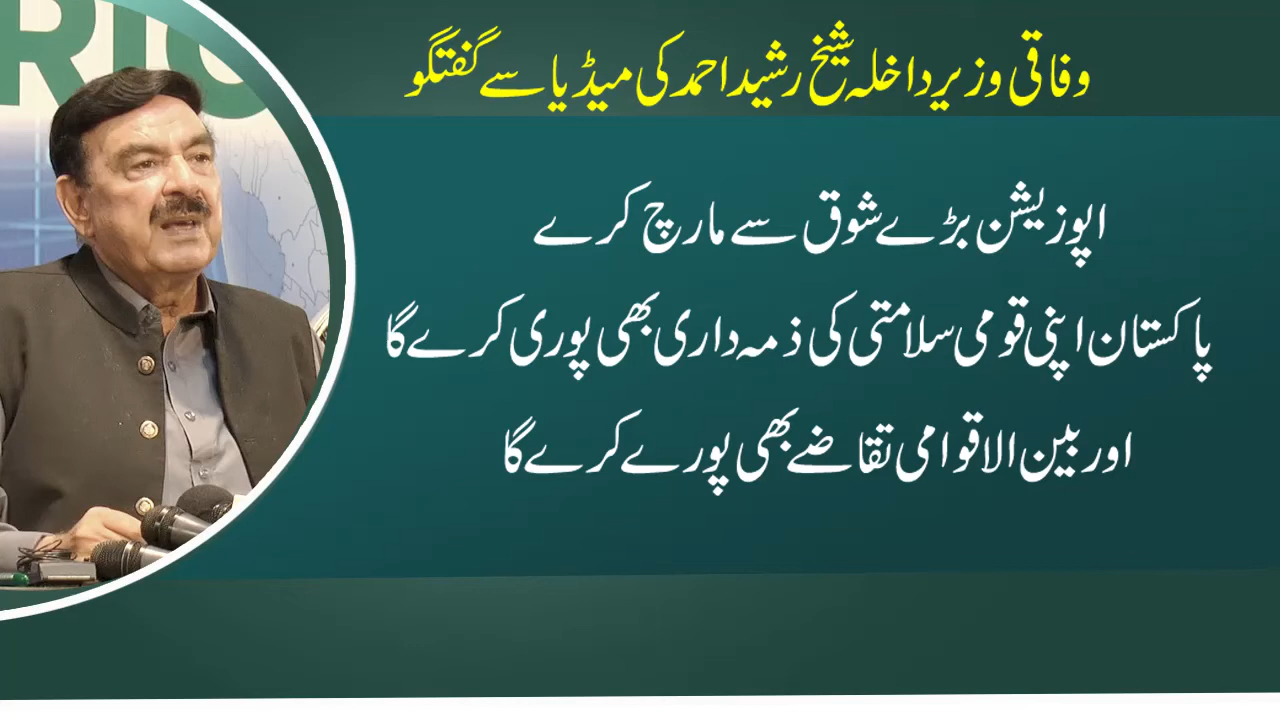 RIC
وفاقی وزیر داخلہ شیخ رشید احمد کی میڈیا سے گفتگو
اپوزیشن بڑے شوق سے مارچ کرے
پاکستان اپنی قومی سلامتی کی ذمہ داری بھی پوری کرے گا
اور بین الاقوامی تقاضے بھی پورے کرے گا